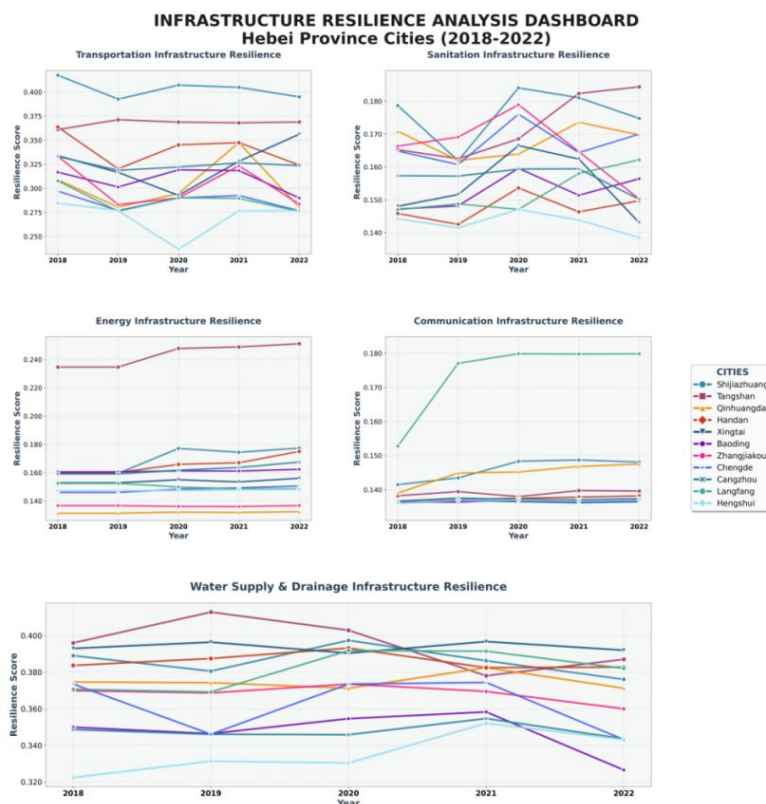 INFRASTRUCTURE RESILIENCE ANALYSIS DASHBOARD
Hebei Province Cities (2018-2022)
Transportation Infrastructure Resilience
Resilience Score
0.400
0.375
0.350
0.325
0.300
0.275
0.250
2018 2019 2020 2021 2022
Year
Sanitation Infrastructure Resilience
Resilience Score
0.180
0.170
0.160
0.150
0.140
2018 2019 2020 2021 2022
Year
Energy Infrastructure Resilience
Resilience Score
0.240
0.220
0.200
0.180
0.160
0.140
2018 2019 2020 2021 2022
Year
Communication Infrastructure Resilience
Resilience Score
0.180
0.170
0.160
0.150
0.140
2018 2019 2020 2021 2022
Year
CITIES
Shijiazhuang
Tangshan
Qinhuangda
Handan
Xingtai
Baoding
Zhangjiakou
Chengde
Cangzhou
Langfang
Hengshui
Water Supply & Drainage Infrastructure Resilience
Resilience Score
0.400
0.380
0.360
0.340
0.320
2018 2019 2020 2021 2022
Year